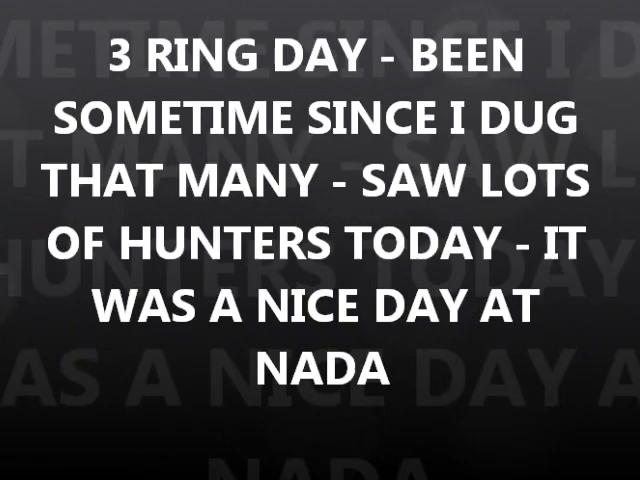 3 RING DAY - BEEN
SOMETIME SINCE I DUG
THAT MANY - SAW LOTS
OF HUNTERS TODAY - IT
WAS A NICE DAY AT
NADA